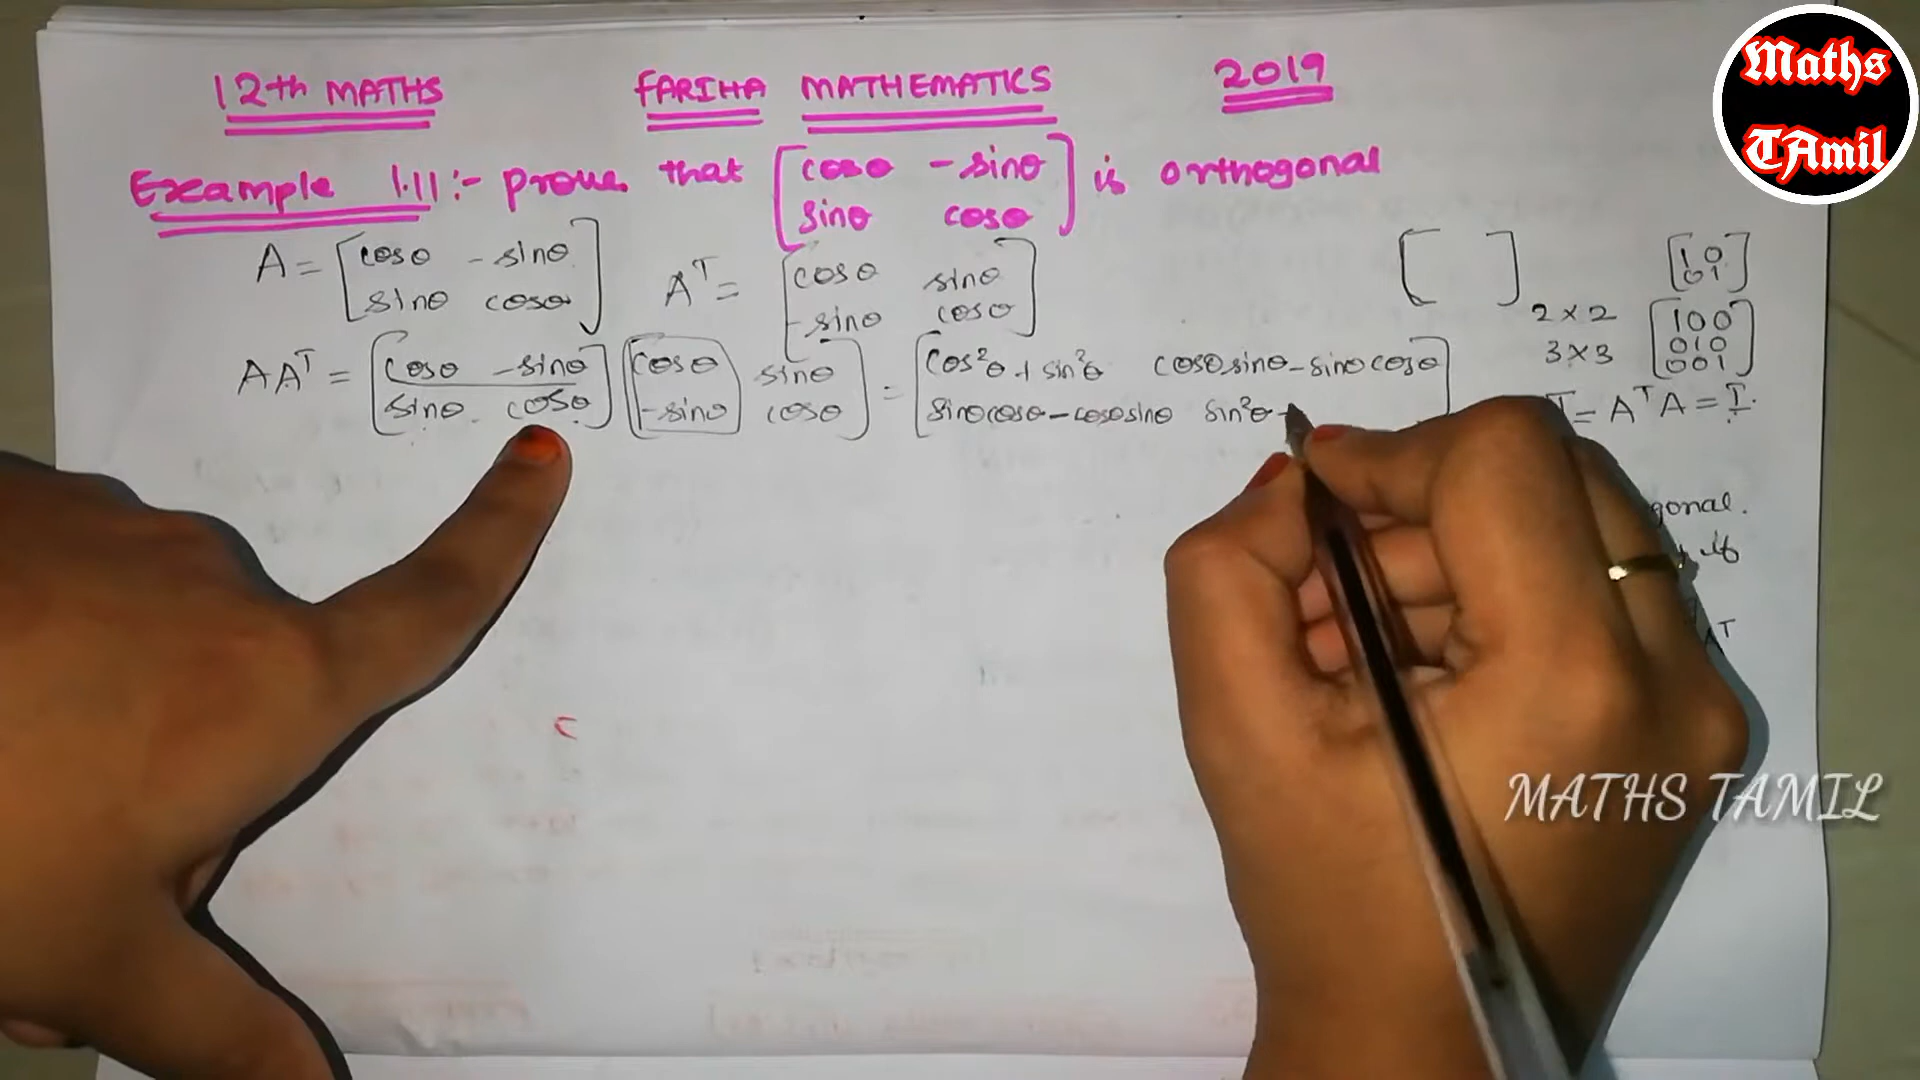 12th MATHS FARIHA MATHEMATICS 2019
Maths
TAmil
Example 1.11:- prove that [cosθ -sinθ] is orthogonal
[sinθ cosθ]
A = [cosθ -sinθ]
[sinθ cosθ]
A^T = [cosθ sinθ]
[-sinθ cosθ]
[ ]
[1 0]
[0 1]
2×2
3×3
[1 0 0]
[0 1 0]
[0 0 1]
AA^T = [cosθ -sinθ] [cosθ sinθ] = [cos²θ + sin²θ cosθsinθ - sinθcosθ]
[sinθ cosθ] [-sinθ cosθ] [sinθcosθ - cosθsinθ sin²θ +
T = A^T A = I.
gonal.
if
A^T
MATHS TAMIL